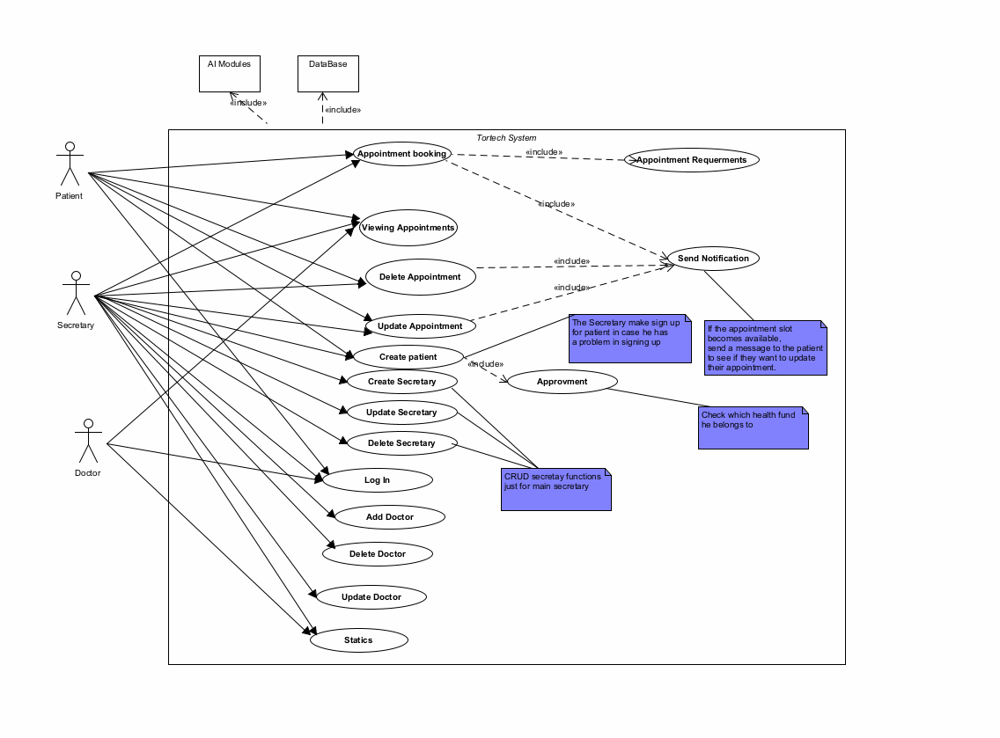 AI Modules
DataBase
«include»
«include»
Tortech System
Patient
Secretary
Doctor
Appointment booking
«include»
Appointment Requerments
«include»
Viewing Appointments
Send Notification
Delete Appointment
«include»
«include»
Update Appointment
The Secretary make sign up
for patient in case he has
a problem in signing up
If the appointment slot
becomes available,
send a message to the patient
to see if they want to update
their appointment.
Create patient
«include»
Create Secretary
Approvment
Update Secretary
Check which health fund
he belongs to
Delete Secretary
CRUD secretay functions
just for main secretary
Log In
Add Doctor
Delete Doctor
Update Doctor
Statics